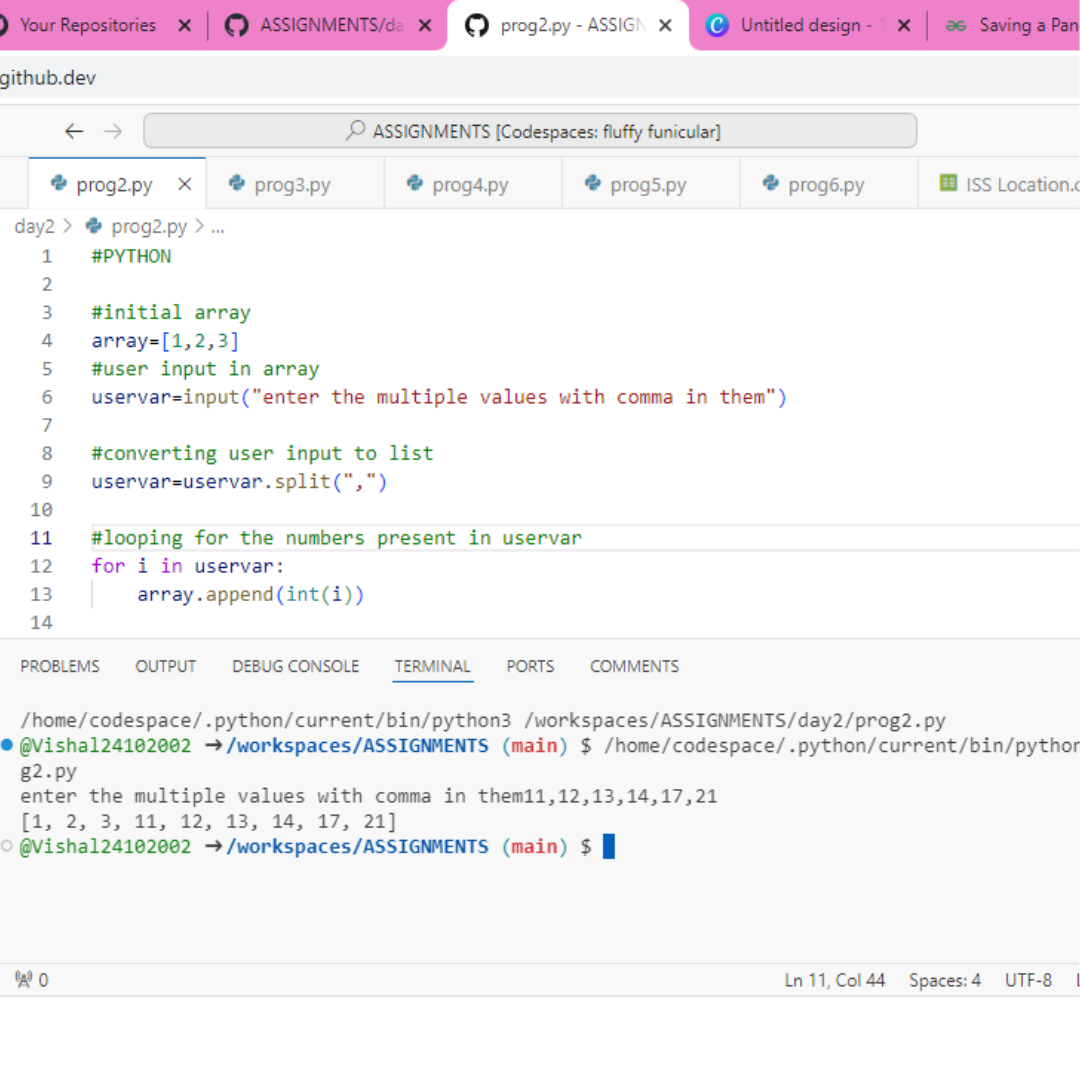 Your Repositories ASSIGNMENTS/da prog2.py - ASSIGN Untitled design - Saving a Pan
github.dev
ASSIGNMENTS [Codespaces: fluffy funicular]
prog2.py prog3.py prog4.py prog5.py prog6.py ISS Location.c
day2 > prog2.py > ...
1 #PYTHON
2
3 #initial array
4 array=[1,2,3]
5 #user input in array
6 uservar=input("enter the multiple values with comma in them")
7
8 #converting user input to list
9 uservar=uservar.split(",")
10
11 #looping for the numbers present in uservar
12 for i in uservar:
13     array.append(int(i))
14
PROBLEMS OUTPUT DEBUG CONSOLE TERMINAL PORTS COMMENTS
/home/codespace/.python/current/bin/python3 /workspaces/ASSIGNMENTS/day2/prog2.py
@Vishal24102002 ➜/workspaces/ASSIGNMENTS (main) $ /home/codespace/.python/current/bin/python
g2.py
enter the multiple values with comma in them11,12,13,14,17,21
[1, 2, 3, 11, 12, 13, 14, 17, 21]
@Vishal24102002 ➜/workspaces/ASSIGNMENTS (main) $
0 Ln 11, Col 44 Spaces: 4 UTF-8